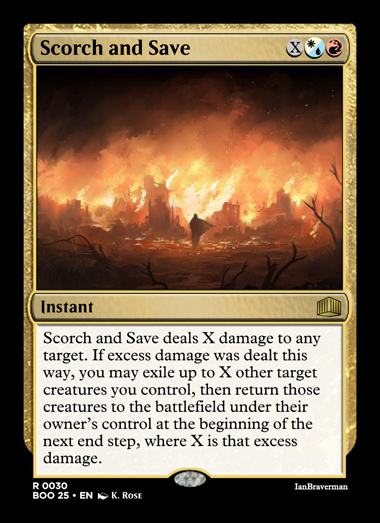 Scorch and Save X
Instant
Scorch and Save deals X damage to any
target. If excess damage was dealt this
way, you may exile up to X other target
creatures you control, then return those
creatures to the battlefield under their
owner's control at the beginning of the
next end step, where X is that excess
damage.
R 0030
BOO 25 • EN K. Rose
IanBraverman